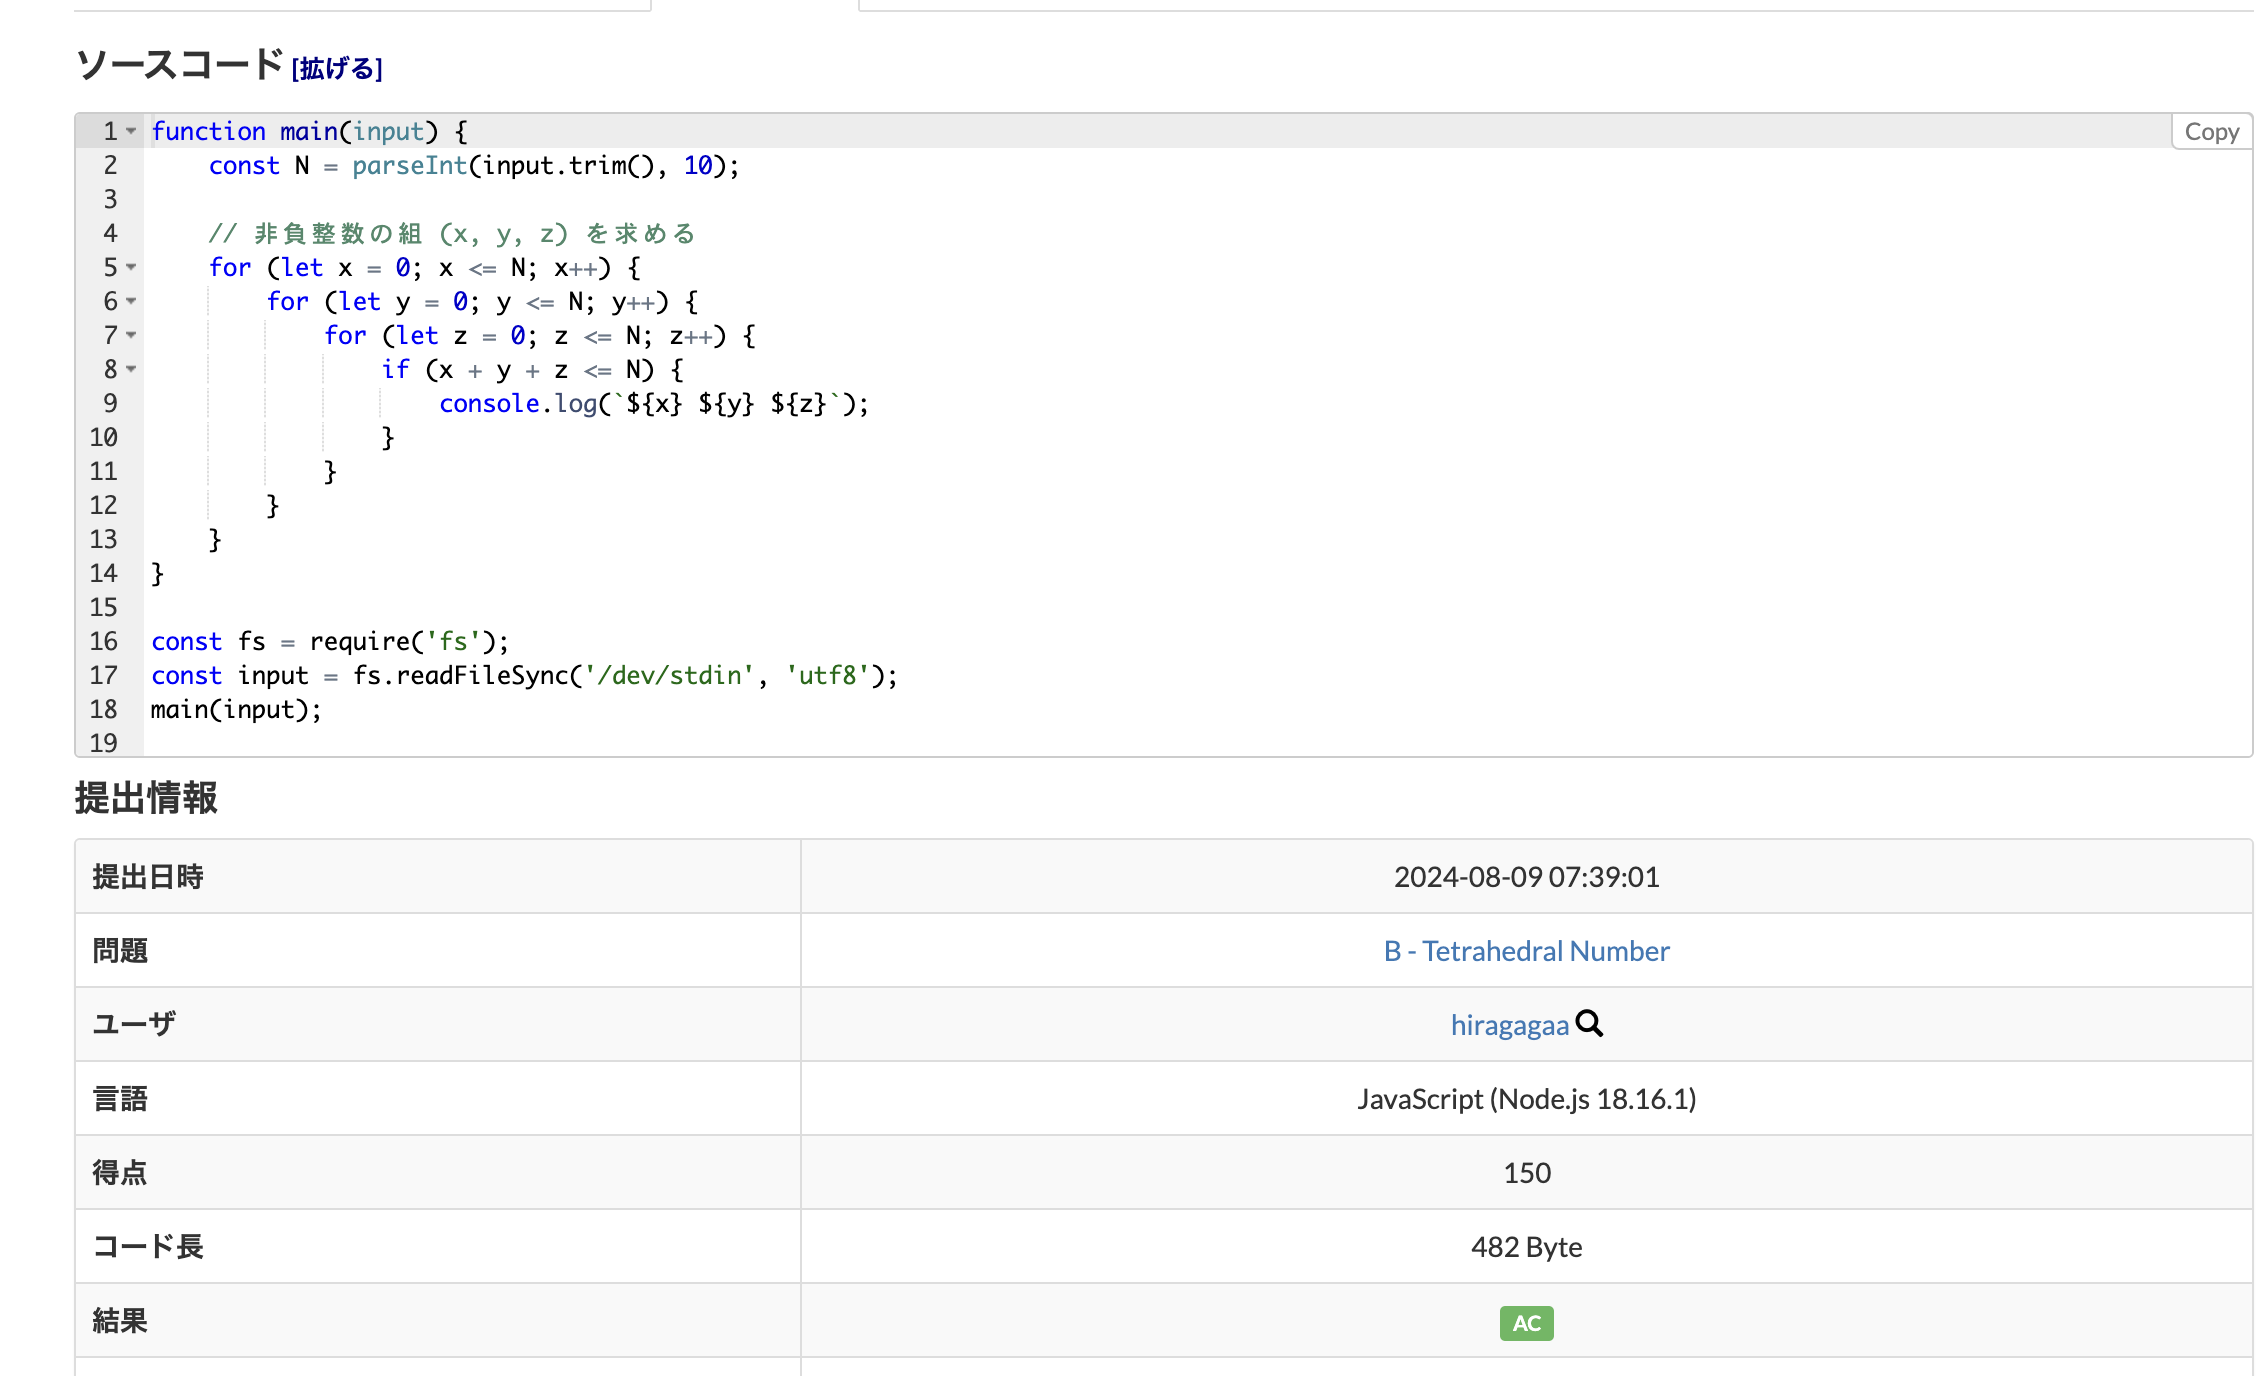 ソースコード [拡げる]
Copy
1 function main(input) {
2     const N = parseInt(input.trim(), 10);
3
4     // 非負整数の組 (x, y, z) を求める
5     for (let x = 0; x <= N; x++) {
6         for (let y = 0; y <= N; y++) {
7             for (let z = 0; z <= N; z++) {
8                 if (x + y + z <= N) {
9                     console.log(`${x} ${y} ${z}`);
10                 }
11             }
12         }
13     }
14 }
15
16 const fs = require('fs');
17 const input = fs.readFileSync('/dev/stdin', 'utf8');
18 main(input);
19
提出情報
提出日時 2024-08-09 07:39:01
問題 B - Tetrahedral Number
ユーザ hiragagaa
言語 JavaScript (Node.js 18.16.1)
得点 150
コード長 482 Byte
結果 AC